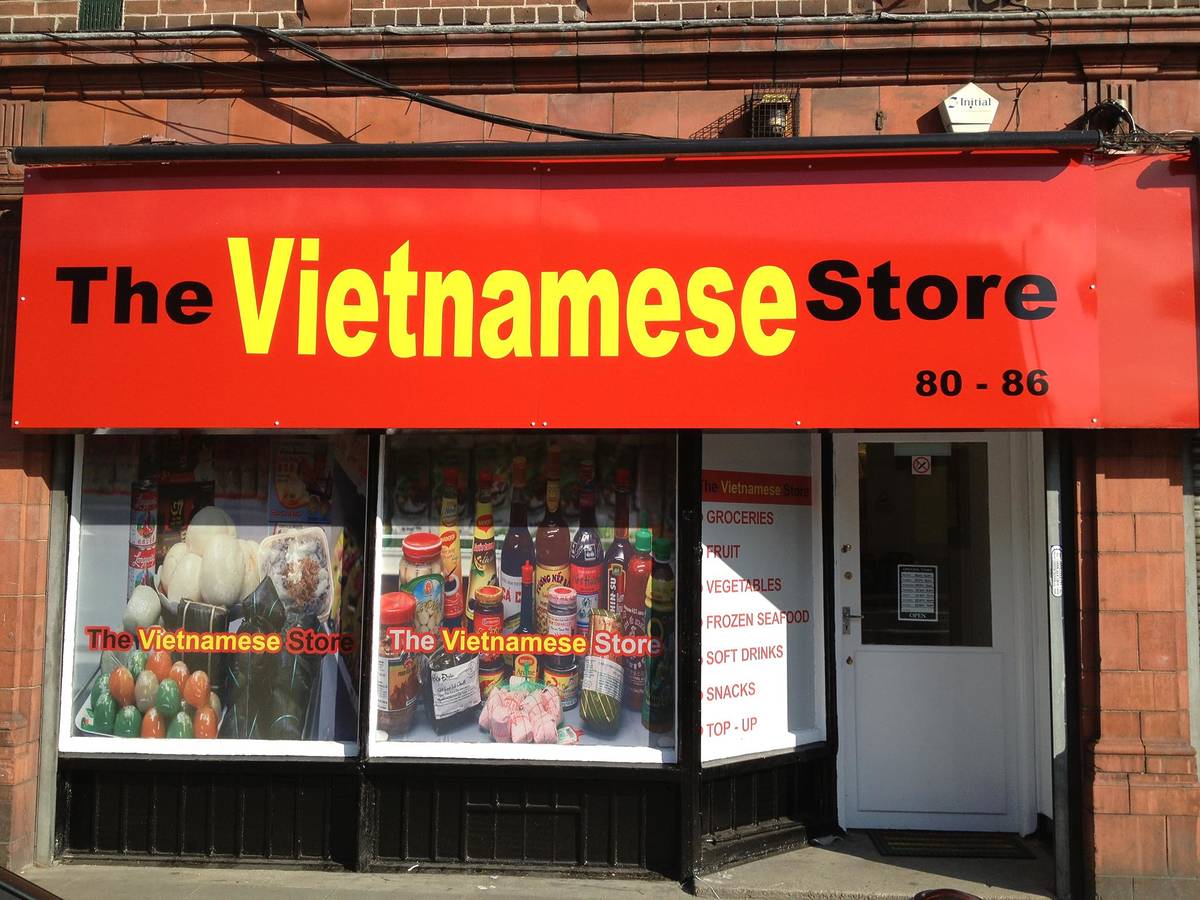 Initial
The Vietnamese Store
80 - 86
The Vietnamese Store
The Vietnamese Store
The Vietnamese Store
GROCERIES
FRUIT
VEGETABLES
FROZEN SEAFOOD
SOFT DRINKS
SNACKS
TOP - UP
OPEN